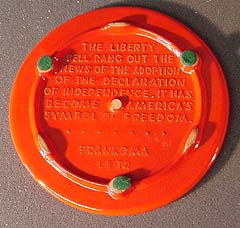 THE LIBERTY
BELL RANG OUT THE
NEWS OF THE ADOPTION
OF THE DECLARATION
OF INDEPENDENCE. IT HAS
BECOME AMERICA'S
SYMBOL OF FREEDOM.
FRANKOMA